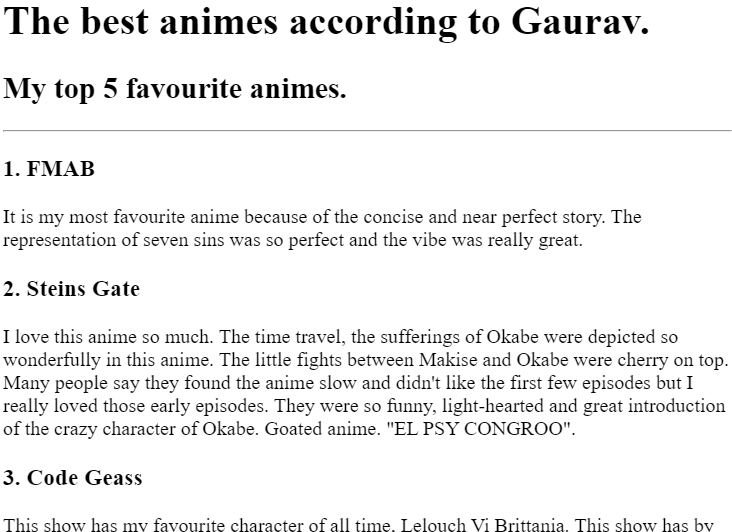 The best animes according to Gaurav.
My top 5 favourite animes.
1. FMAB
It is my most favourite anime because of the concise and near perfect story. The
representation of seven sins was so perfect and the vibe was really great.
2. Steins Gate
I love this anime so much. The time travel, the sufferings of Okabe were depicted so
wonderfully in this anime. The little fights between Makise and Okabe were cherry on top.
Many people say they found the anime slow and didn't like the first few episodes but I
really loved those early episodes. They were so funny, light-hearted and great introduction
of the crazy character of Okabe. Goated anime. "EL PSY CONGROO".
3. Code Geass
This show has my favourite character of all time, Lelouch Vi Brittania. This show has by